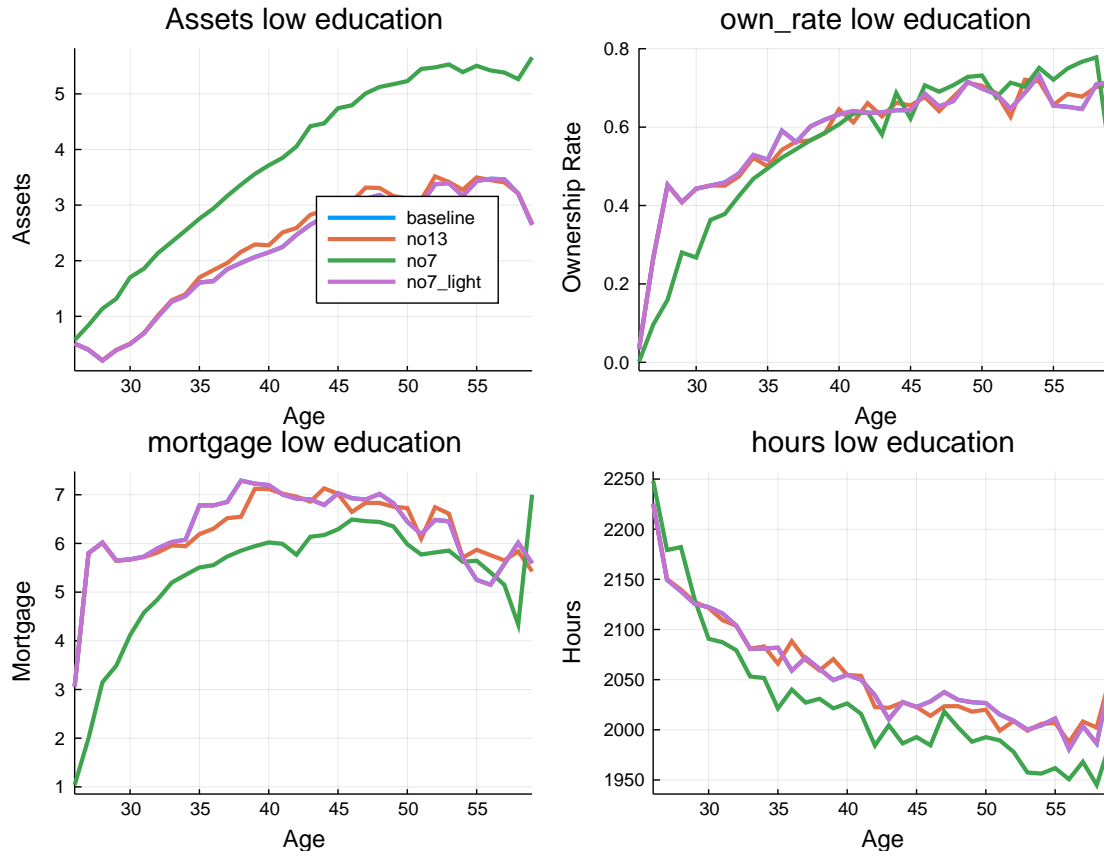 Assets low education
Assets
5
4
3
2
1
baseline
no13
no7
no7_light
30 35 40 45 50 55
Age
own_rate low education
Ownership Rate
0.8
0.6
0.4
0.2
0.0
30 35 40 45 50 55
Age
mortgage low education
Mortgage
7
6
5
4
3
2
1
30 35 40 45 50 55
Age
hours low education
Hours
2250
2200
2150
2100
2050
2000
1950
30 35 40 45 50 55
Age